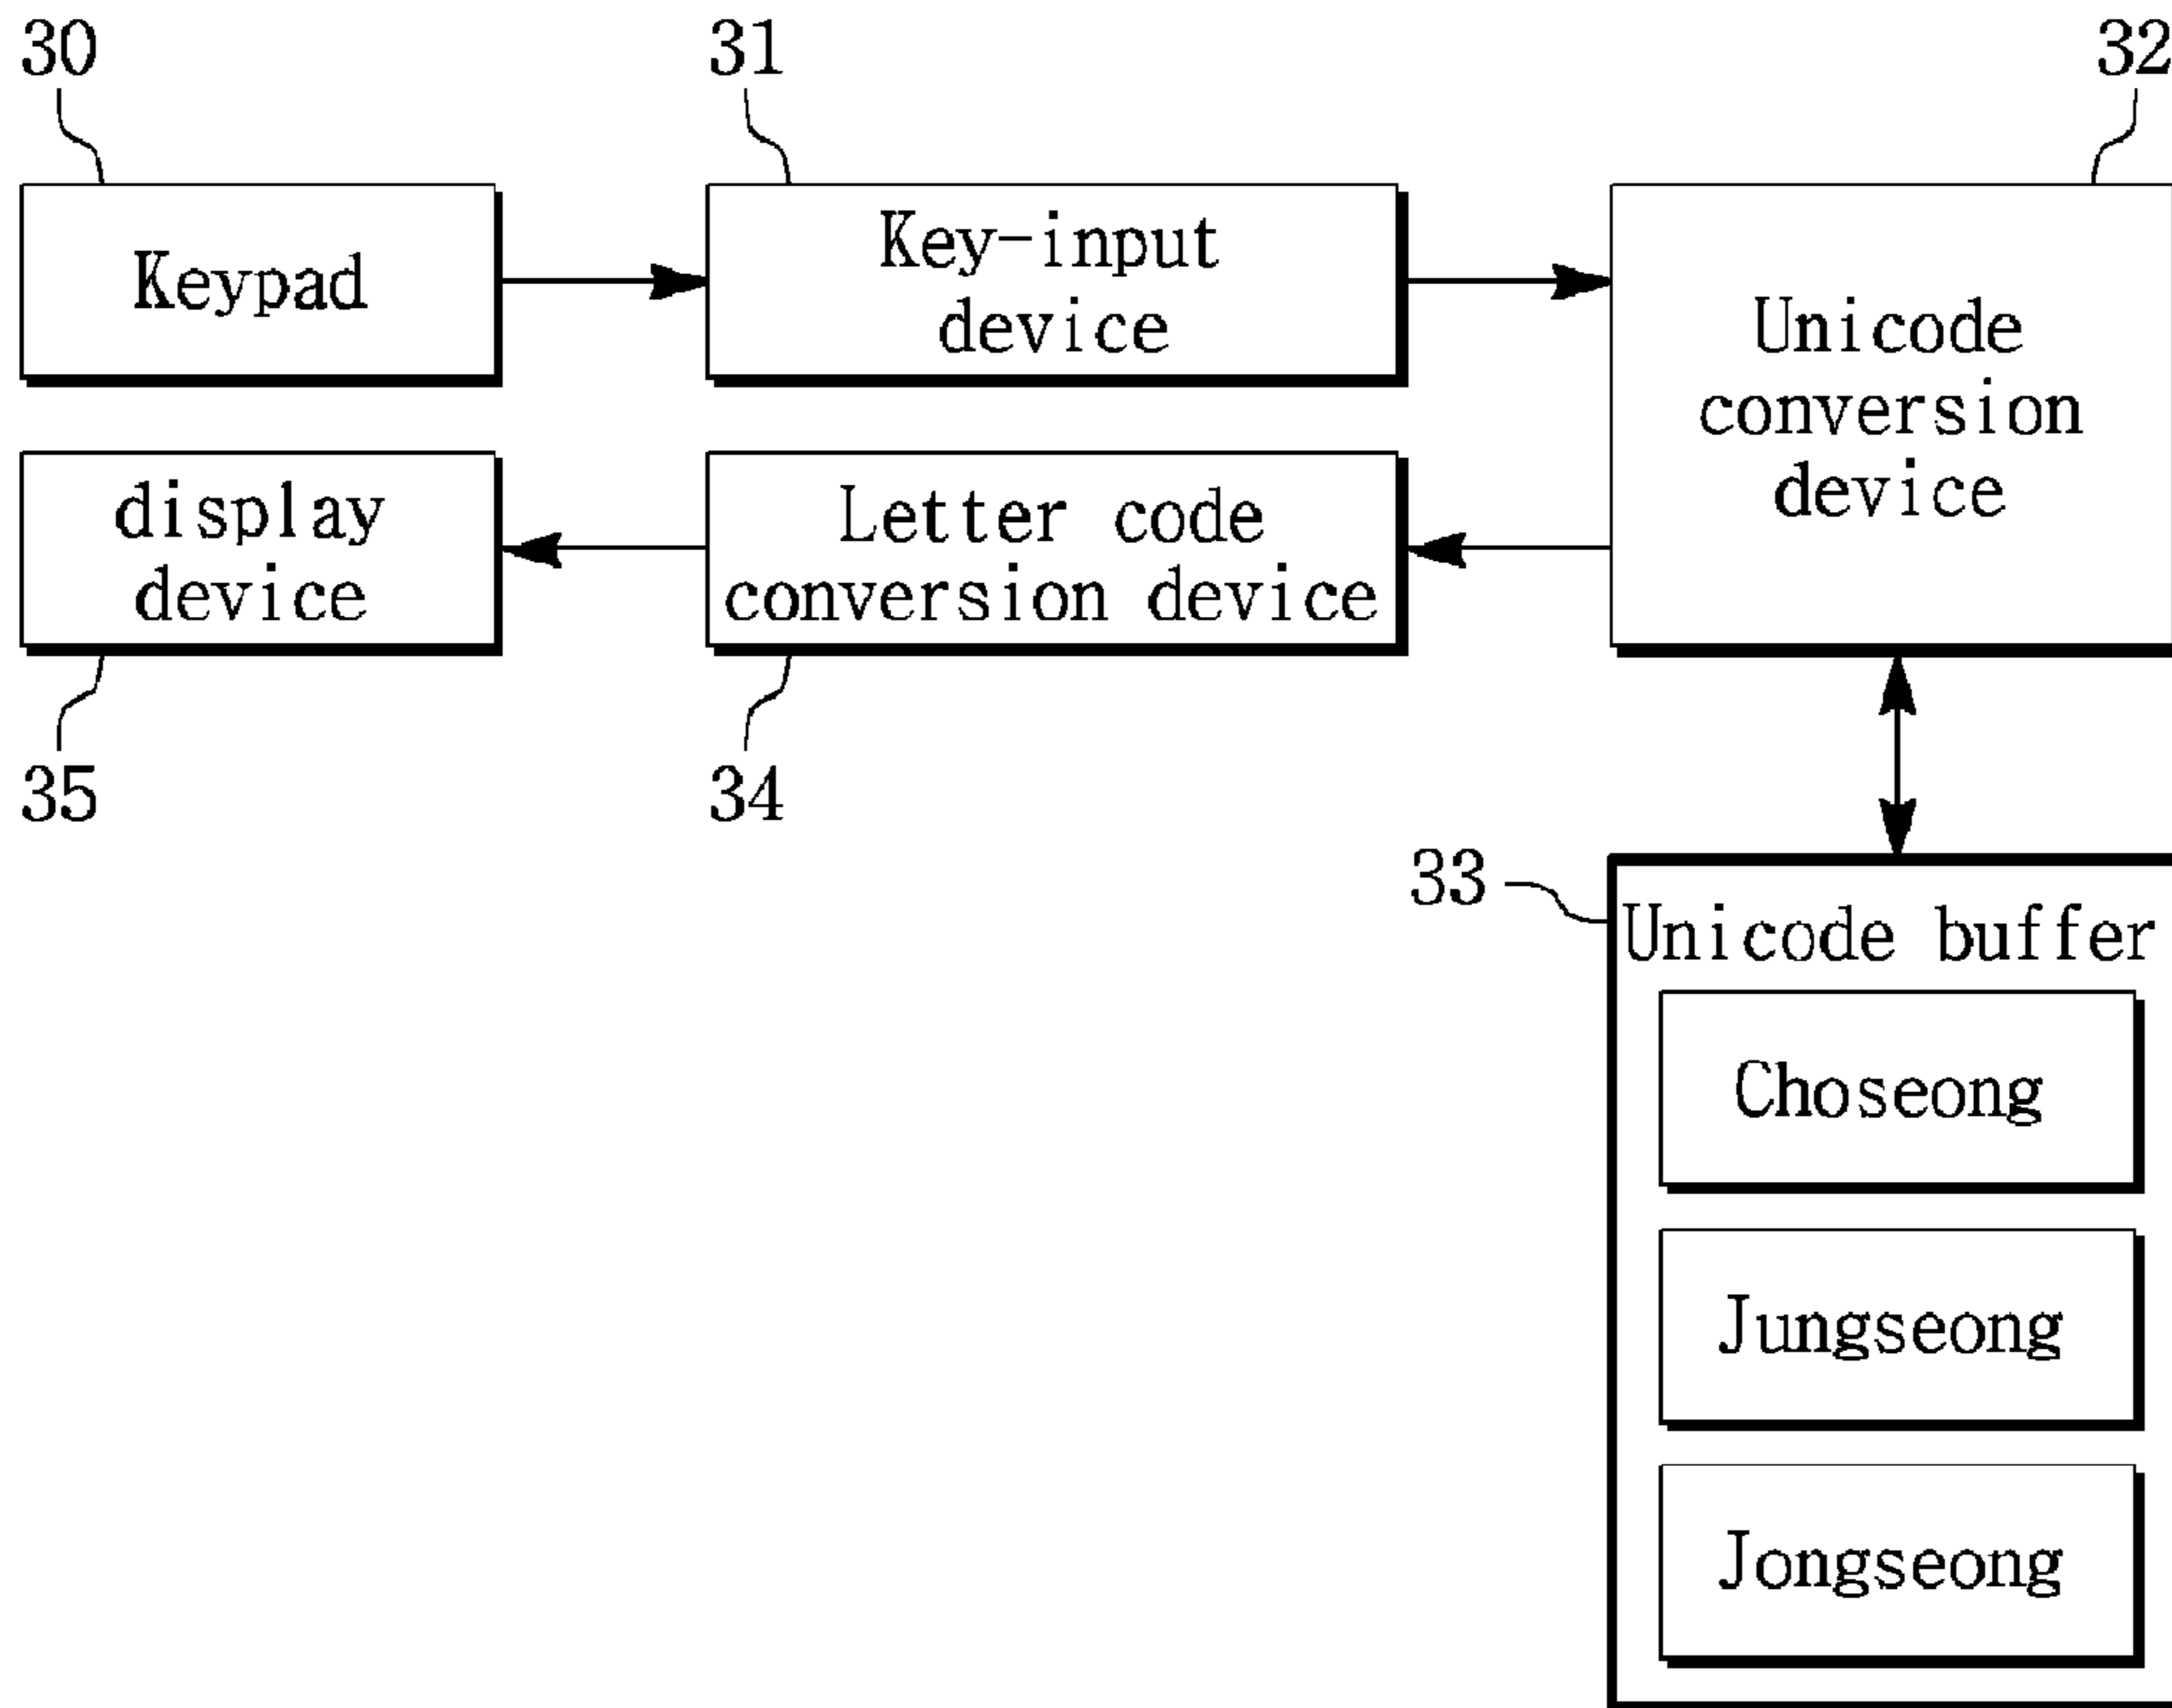 30
31
32
Keypad
Key-input
device
Unicode
conversion
device
display
device
Letter code
conversion device
35
34
33
Unicode buffer
Choseong
Jungseong
Jongseong